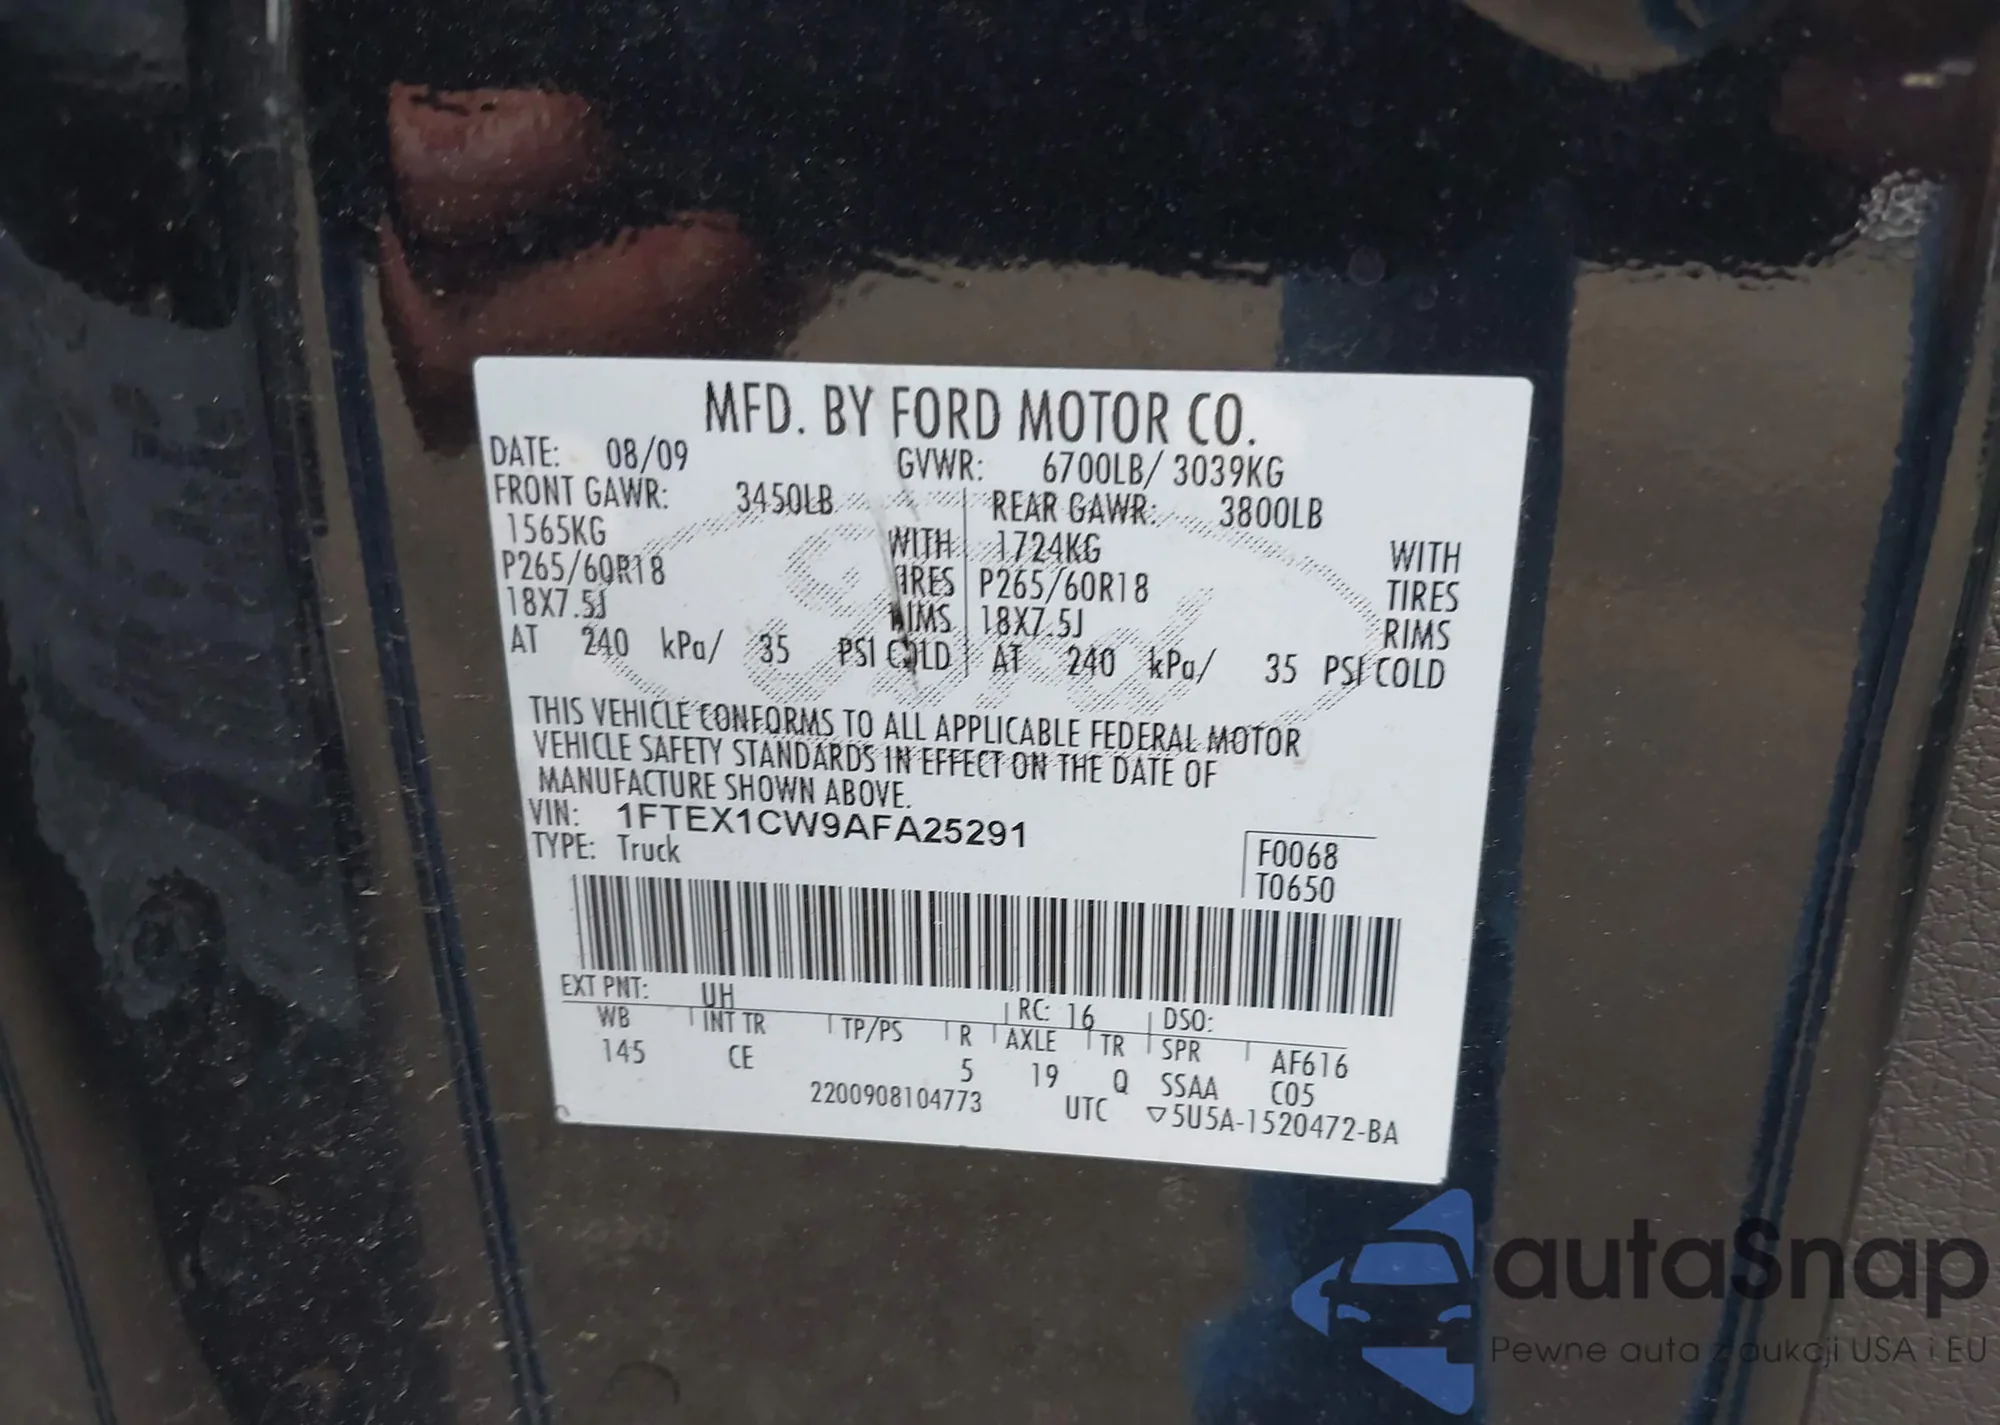 MFD. BY FORD MOTOR CO.
DATE: 08/09 GVWR: 6700LB/ 3039KG
FRONT GAWR: 3450LB REAR GAWR: 3800LB
1565KG WITH 1724KG WITH
P265/60R18 TIRES P265/60R18 TIRES
18X7.5J RIMS 18X7.5J RIMS
AT 240 kPa/ 35 PSI COLD AT 240 kPa/ 35 PSI COLD
THIS VEHICLE CONFORMS TO ALL APPLICABLE FEDERAL MOTOR
VEHICLE SAFETY STANDARDS IN EFFECT ON THE DATE OF
MANUFACTURE SHOWN ABOVE.
VIN: 1FTEX1CW9AFA25291
TYPE: Truck
F0068
T0650
EXT PNT: UH RC: 16 DSO:
WB INT TR TP/PS R AXLE TR SPR AF616
145 CE 5 19 Q SSAA C05
2200908104773 UTC ▽5U5A-1520472-BA
autaSnap
Pewne auta z aukcji USA i EU